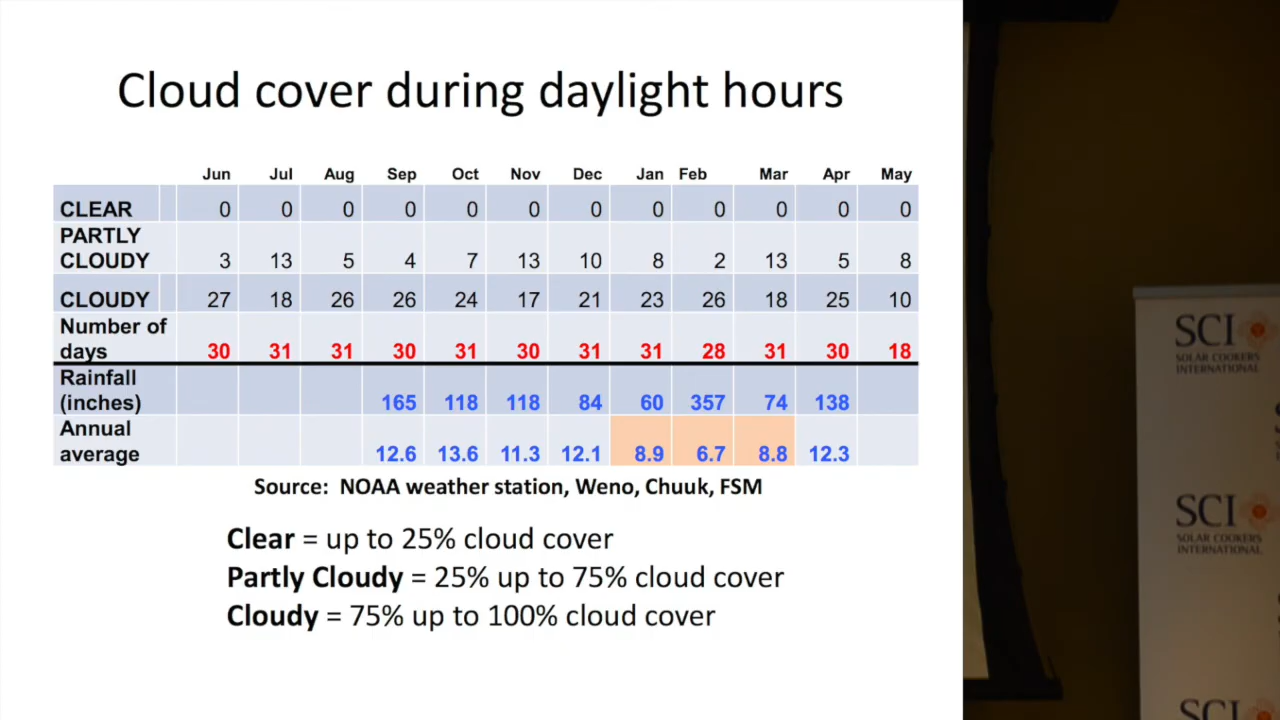 Cloud cover during daylight hours
Jun Jul Aug Sep Oct Nov Dec Jan Feb Mar Apr May
CLEAR 0 0 0 0 0 0 0 0 0 0 0 0
PARTLY
CLOUDY 3 13 5 4 7 13 10 8 2 13 5 8
CLOUDY 27 18 26 26 24 17 21 23 26 18 25 10
Number of
days 30 31 31 30 31 30 31 31 28 31 30 18
Rainfall
(inches) 165 118 118 84 60 357 74 138
Annual
average 12.6 13.6 11.3 12.1 8.9 6.7 8.8 12.3
Source: NOAA weather station, Weno, Chuuk, FSM
Clear = up to 25% cloud cover
Partly Cloudy = 25% up to 75% cloud cover
Cloudy = 75% up to 100% cloud cover
SCI
SOLAR COOKERS
INTERNATIONAL
SCI
SOLAR COOKERS
INTERNATIONAL
SCI